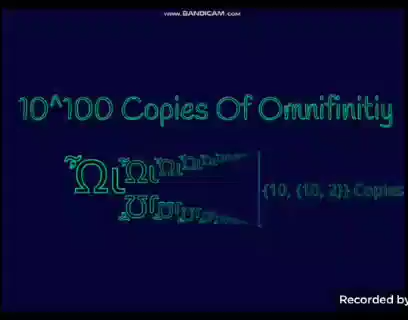 www.BANDICAM.com
10^100 Copies Of Omnifinitiy
{10, {10, 2}} Copies
Recorded by